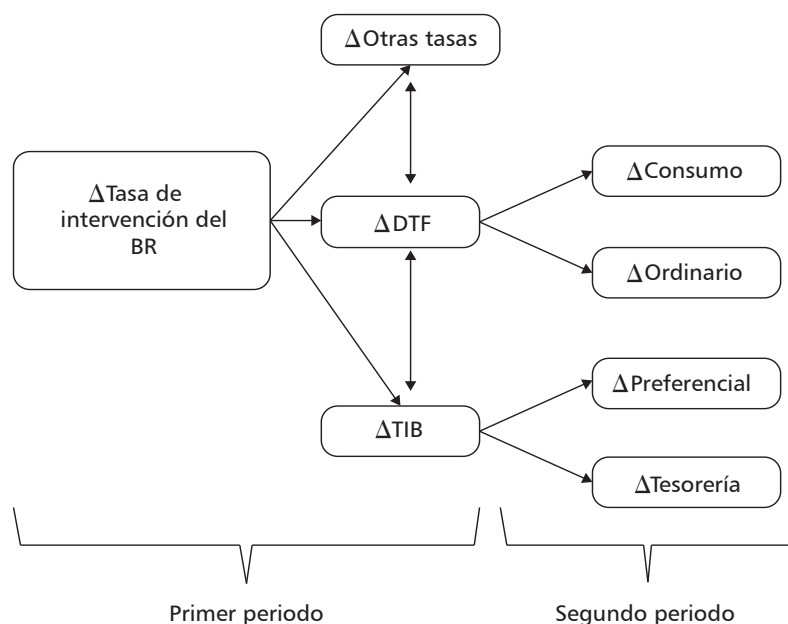 ΔOtras tasas
ΔTasa de
intervención del
BR
ΔDTF
ΔTIB
ΔConsumo
ΔOrdinario
ΔPreferencial
ΔTesorería
Primer periodo
Segundo periodo